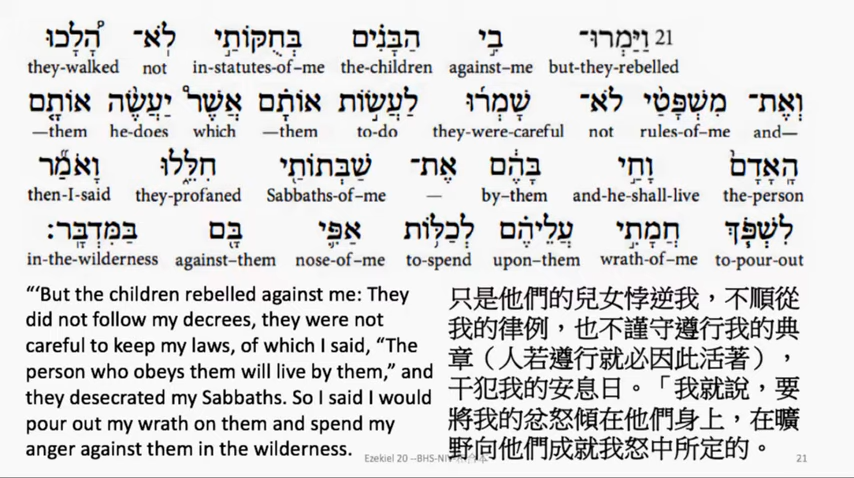 21 וַיַּמְרוּ־ בִ֣י הַבָּנִ֗ים בְּחֻקּוֹתַ֣י לֹֽא־ הָ֠לָכוּ
they-walked not in-statutes-of–me the-children against–me but-they-rebelled
וְאֶת־ מִשְׁפָּטַ֨י לֹא־ שָׁמְר֜וּ לַעֲשׂ֣וֹת אוֹתָ֗ם אֲשֶׁר֩ יַעֲשֶׂ֨ה אוֹתָ֤ם
—them he-does which —them to-do they-were-careful not rules-of–me and—
הָֽאָדָם֙ וָחַ֣י בָּהֶ֔ם אֶת־ שַׁבְּתוֹתַ֖י חִלֵּ֑לוּ וָאֹמַ֞ר
then-I-said they-profaned Sabbaths-of–me — by–them and-he-shall-live the-person
לִשְׁפֹּ֧ךְ חֲמָתִ֣י עֲלֵיהֶ֗ם לְכַלּ֥וֹת אַפִּ֛י בָּ֖ם בַּמִּדְבָּֽר׃
in-the-wilderness against–them nose-of–me to-spend upon–them wrath-of–me to-pour-out
“‘But the children rebelled against me: They
did not follow my decrees, they were not
careful to keep my laws, of which I said, “The
person who obeys them will live by them,” and
they desecrated my Sabbaths. So I said I would
pour out my wrath on them and spend my
anger against them in the wilderness.
只是他們的兒女悖逆我，不順從
我的律例，也不謹守遵行我的典
章（人若遵行就必因此活著），
干犯我的安息日。「我就說，要
將我的忿怒傾在他們身上，在曠
野向他們成就我怒中所定的。
Ezekiel 20 --BHS-NIV
21